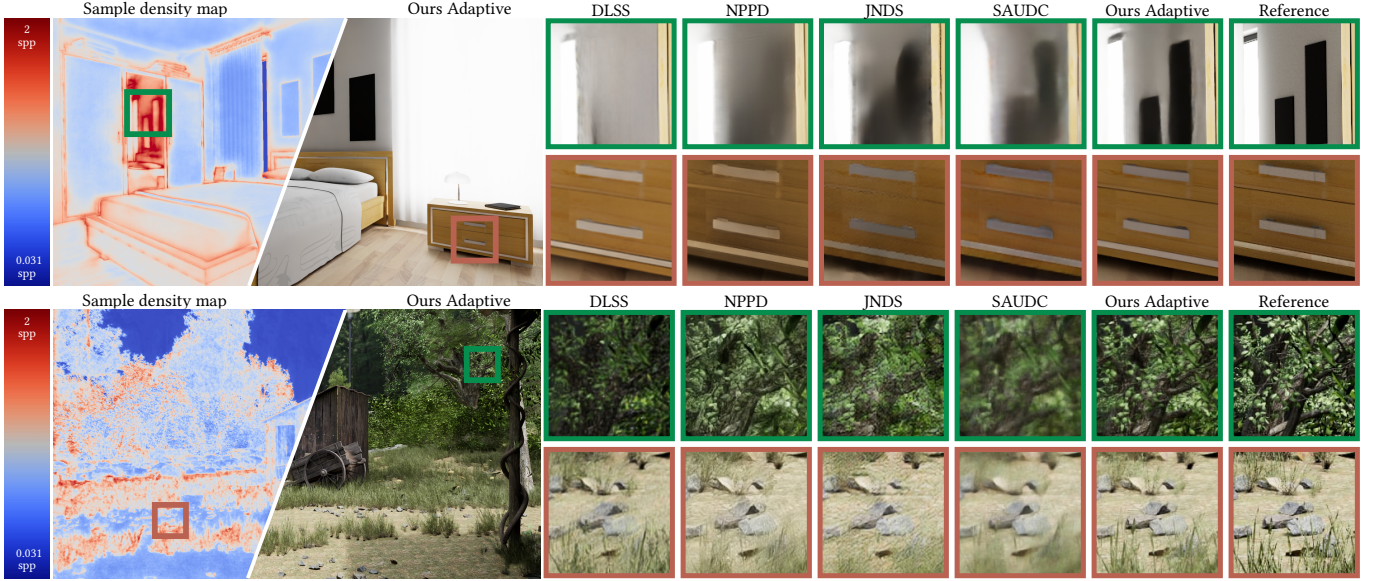 Sample density map Ours Adaptive DLSS NPPD JNDS SAUDC Ours Adaptive Reference
2
spp
0.031
spp
Sample density map Ours Adaptive DLSS NPPD JNDS SAUDC Ours Adaptive Reference
2
spp
0.031
spp